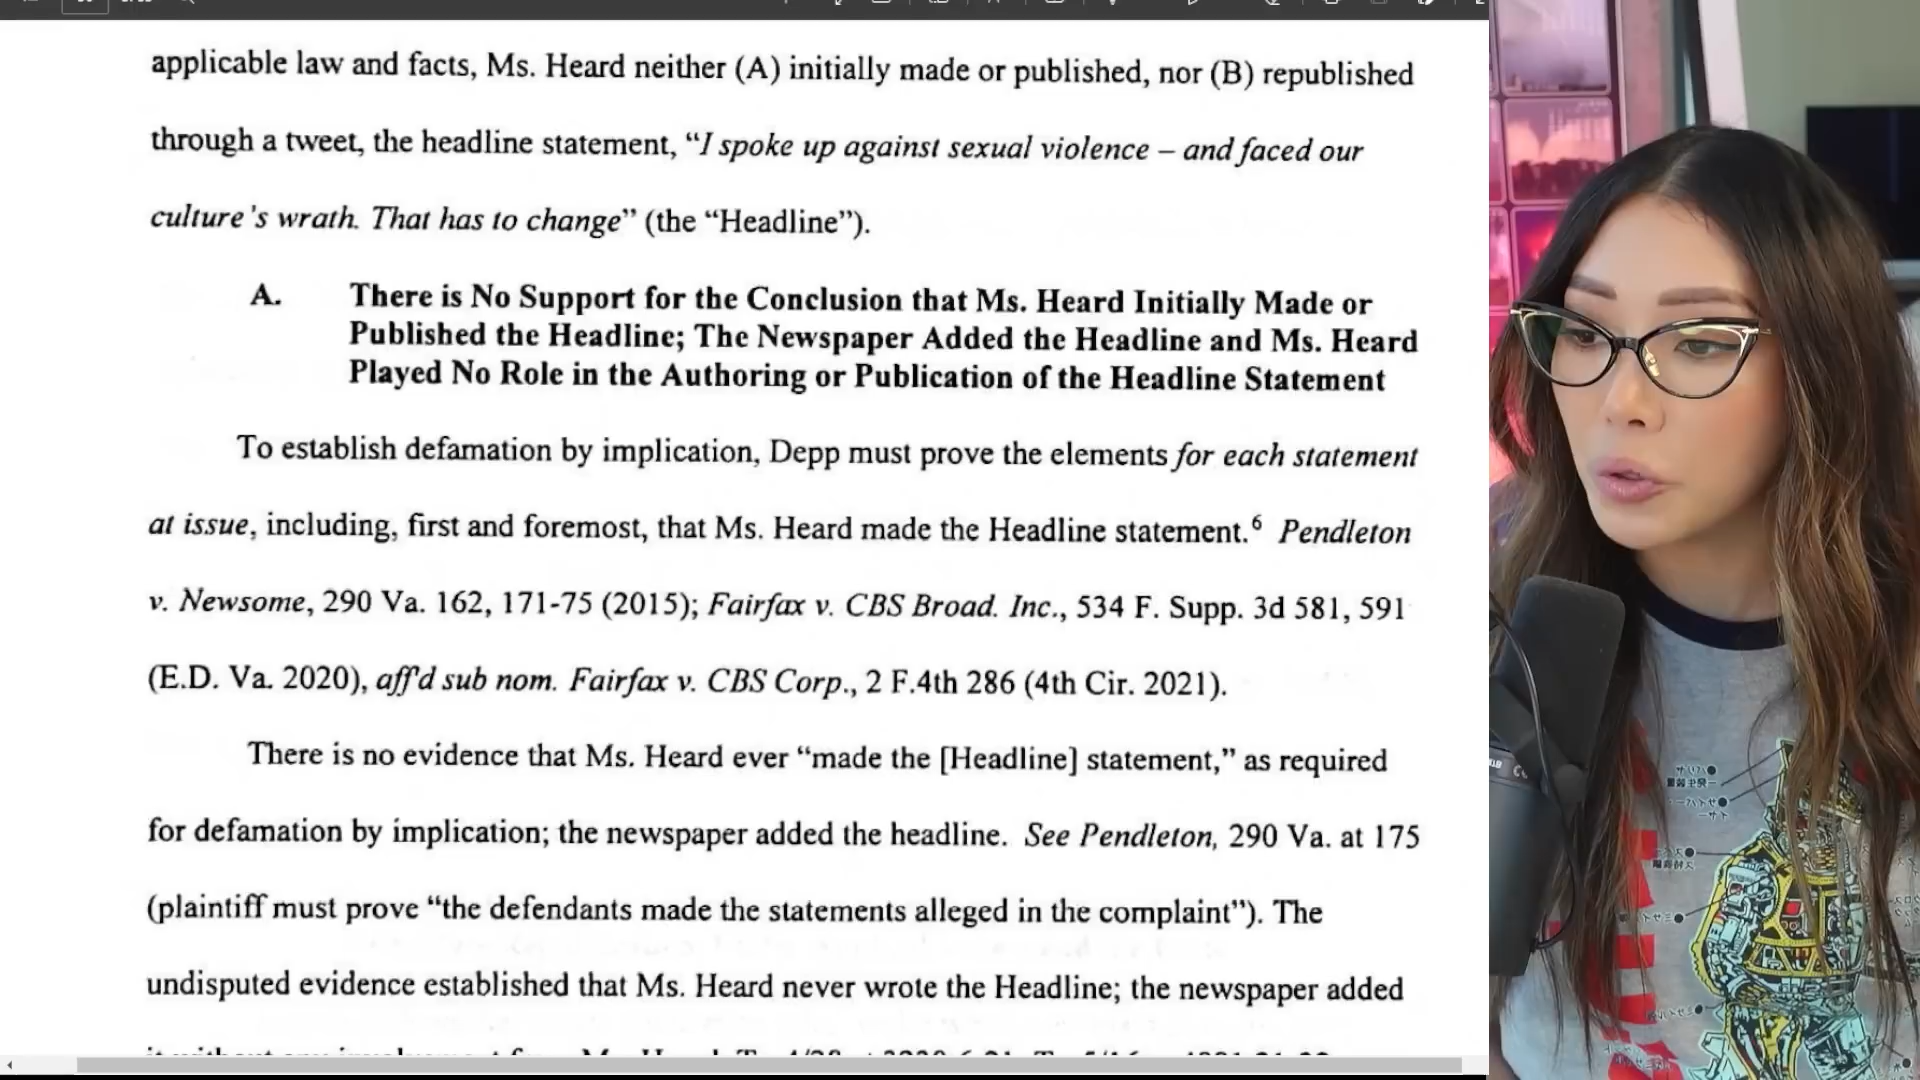 applicable law and facts, Ms. Heard neither (A) initially made or published, nor (B) republished
through a tweet, the headline statement, “I spoke up against sexual violence – and faced our
culture's wrath. That has to change” (the “Headline”).
A. There is No Support for the Conclusion that Ms. Heard Initially Made or
Published the Headline; The Newspaper Added the Headline and Ms. Heard
Played No Role in the Authoring or Publication of the Headline Statement
To establish defamation by implication, Depp must prove the elements for each statement
at issue, including, first and foremost, that Ms. Heard made the Headline statement.⁶ Pendleton
v. Newsome, 290 Va. 162, 171-75 (2015); Fairfax v. CBS Broad. Inc., 534 F. Supp. 3d 581, 591
(E.D. Va. 2020), aff'd sub nom. Fairfax v. CBS Corp., 2 F.4th 286 (4th Cir. 2021).
There is no evidence that Ms. Heard ever “made the [Headline] statement,” as required
for defamation by implication; the newspaper added the headline. See Pendleton, 290 Va. at 175
(plaintiff must prove “the defendants made the statements alleged in the complaint”). The
undisputed evidence established that Ms. Heard never wrote the Headline; the newspaper added